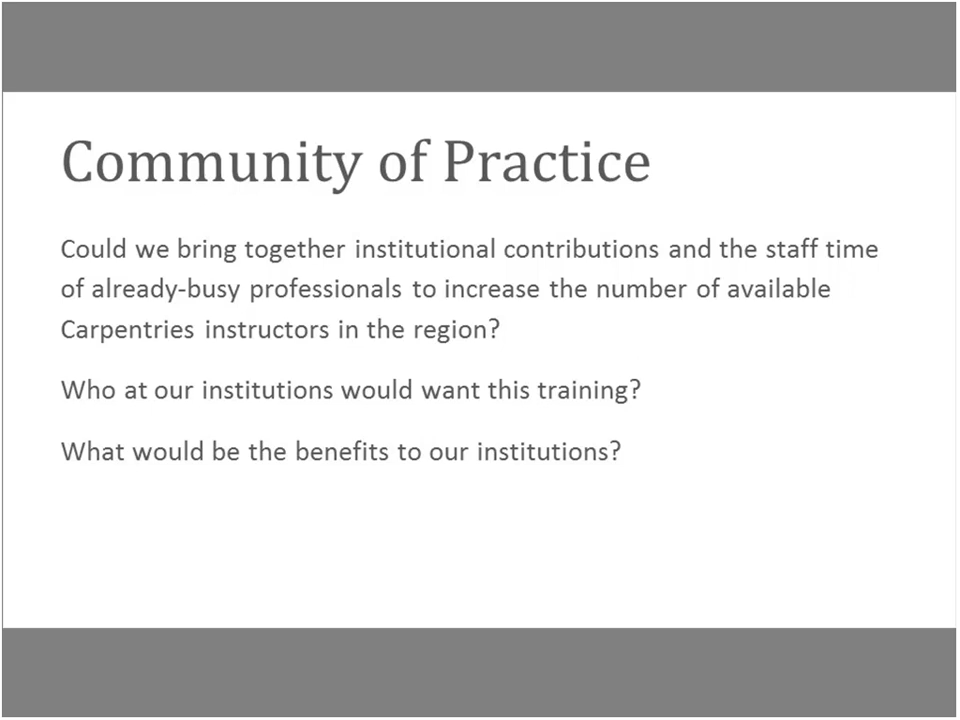 Community of Practice
Could we bring together institutional contributions and the staff time
of already-busy professionals to increase the number of available
Carpentries instructors in the region?
Who at our institutions would want this training?
What would be the benefits to our institutions?